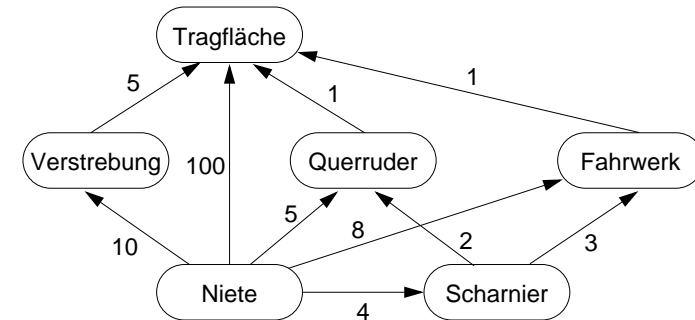 Tragfläche
5
1
1
Verstrebung
100
Querruder
Fahrwerk
10
5
8
2
3
Niete
4
Scharnier